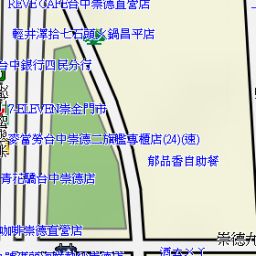 REVE CAFE台中崇德直營店
輕井澤拾七石頭火鍋昌平店
台中銀行四民分行
7-ELEVEN崇金門市
麥當勞台中崇德二旗艦專櫃店(24)(速)
郁品香自助餐
青花驕台中崇德店
崇德九
咖啡崇德直營店